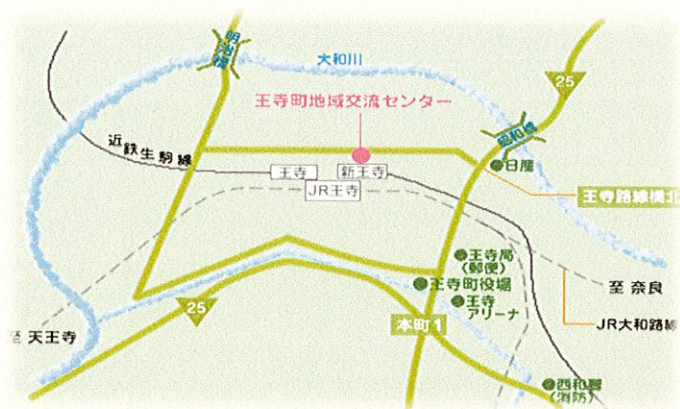 明治橋
大和川
25
王寺町地域交流センター
昭和橋
近鉄生駒線
日産
王寺
新王寺
JR王寺
王寺路線橋北
王寺局
(郵便)
王寺町役場
至 奈良
王寺
アリーナ
25
本町1
JR大和路線
至 天王寺
西和署
(消防)